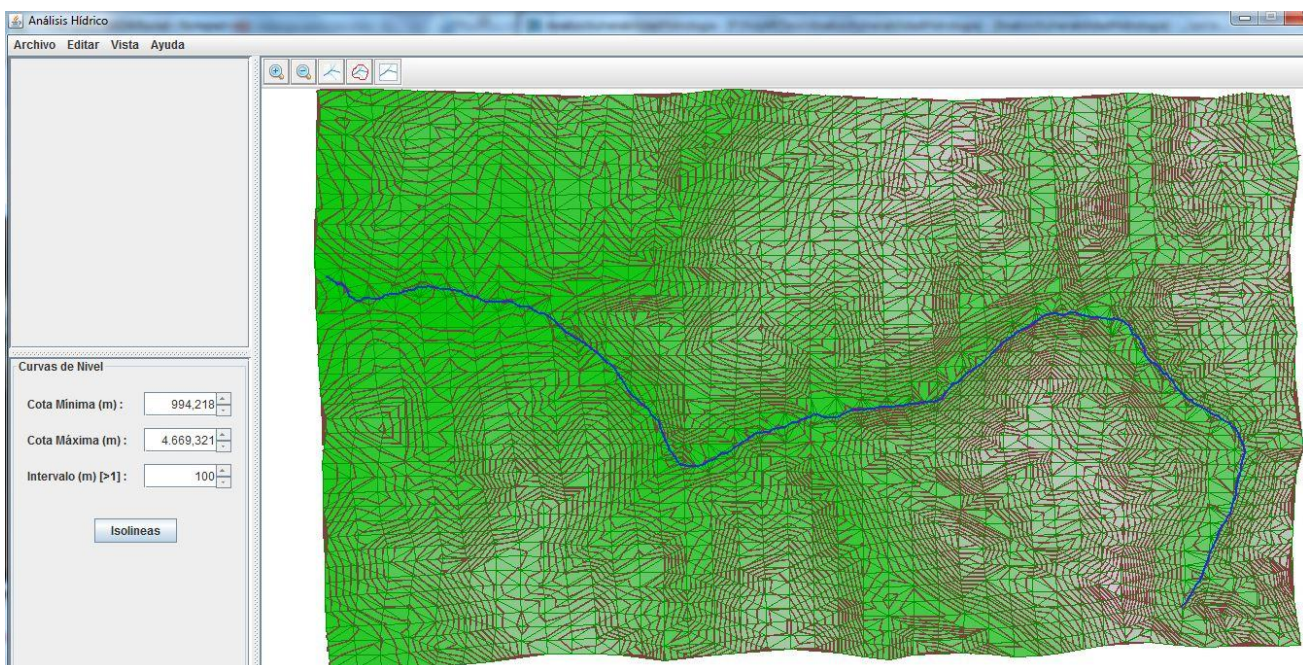 Análisis Hídrico
Archivo Editar Vista Ayuda
Curvas de Nivel
Cota Mínima (m) : 994,218
Cota Máxima (m) : 4.669,321
Intervalo (m) [>1] : 100
Isolineas